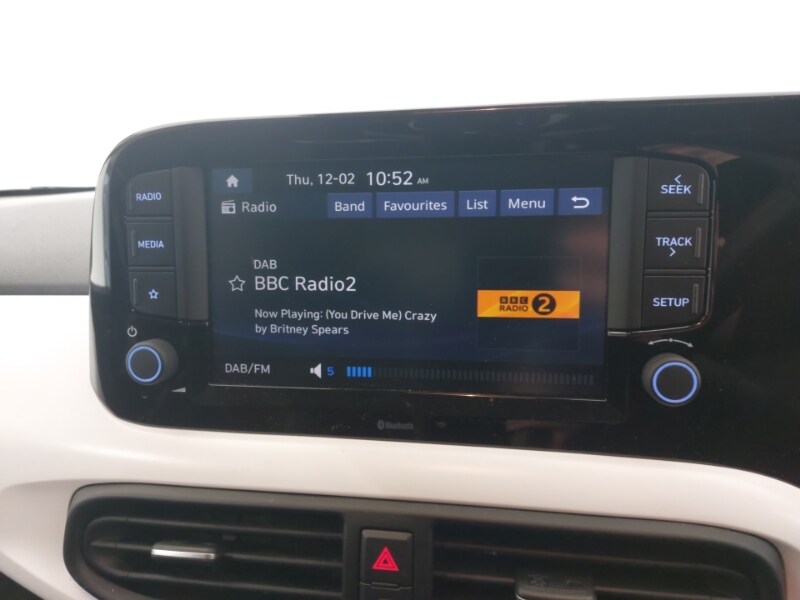 Thu, 12-02 10:52 AM
Radio
Band Favourites List Menu
DAB
BBC Radio2
Now Playing: (You Drive Me) Crazy
by Britney Spears
BBC
RADIO 2
DAB/FM 5
RADIO
MEDIA
SEEK
TRACK
SETUP
Bluetooth